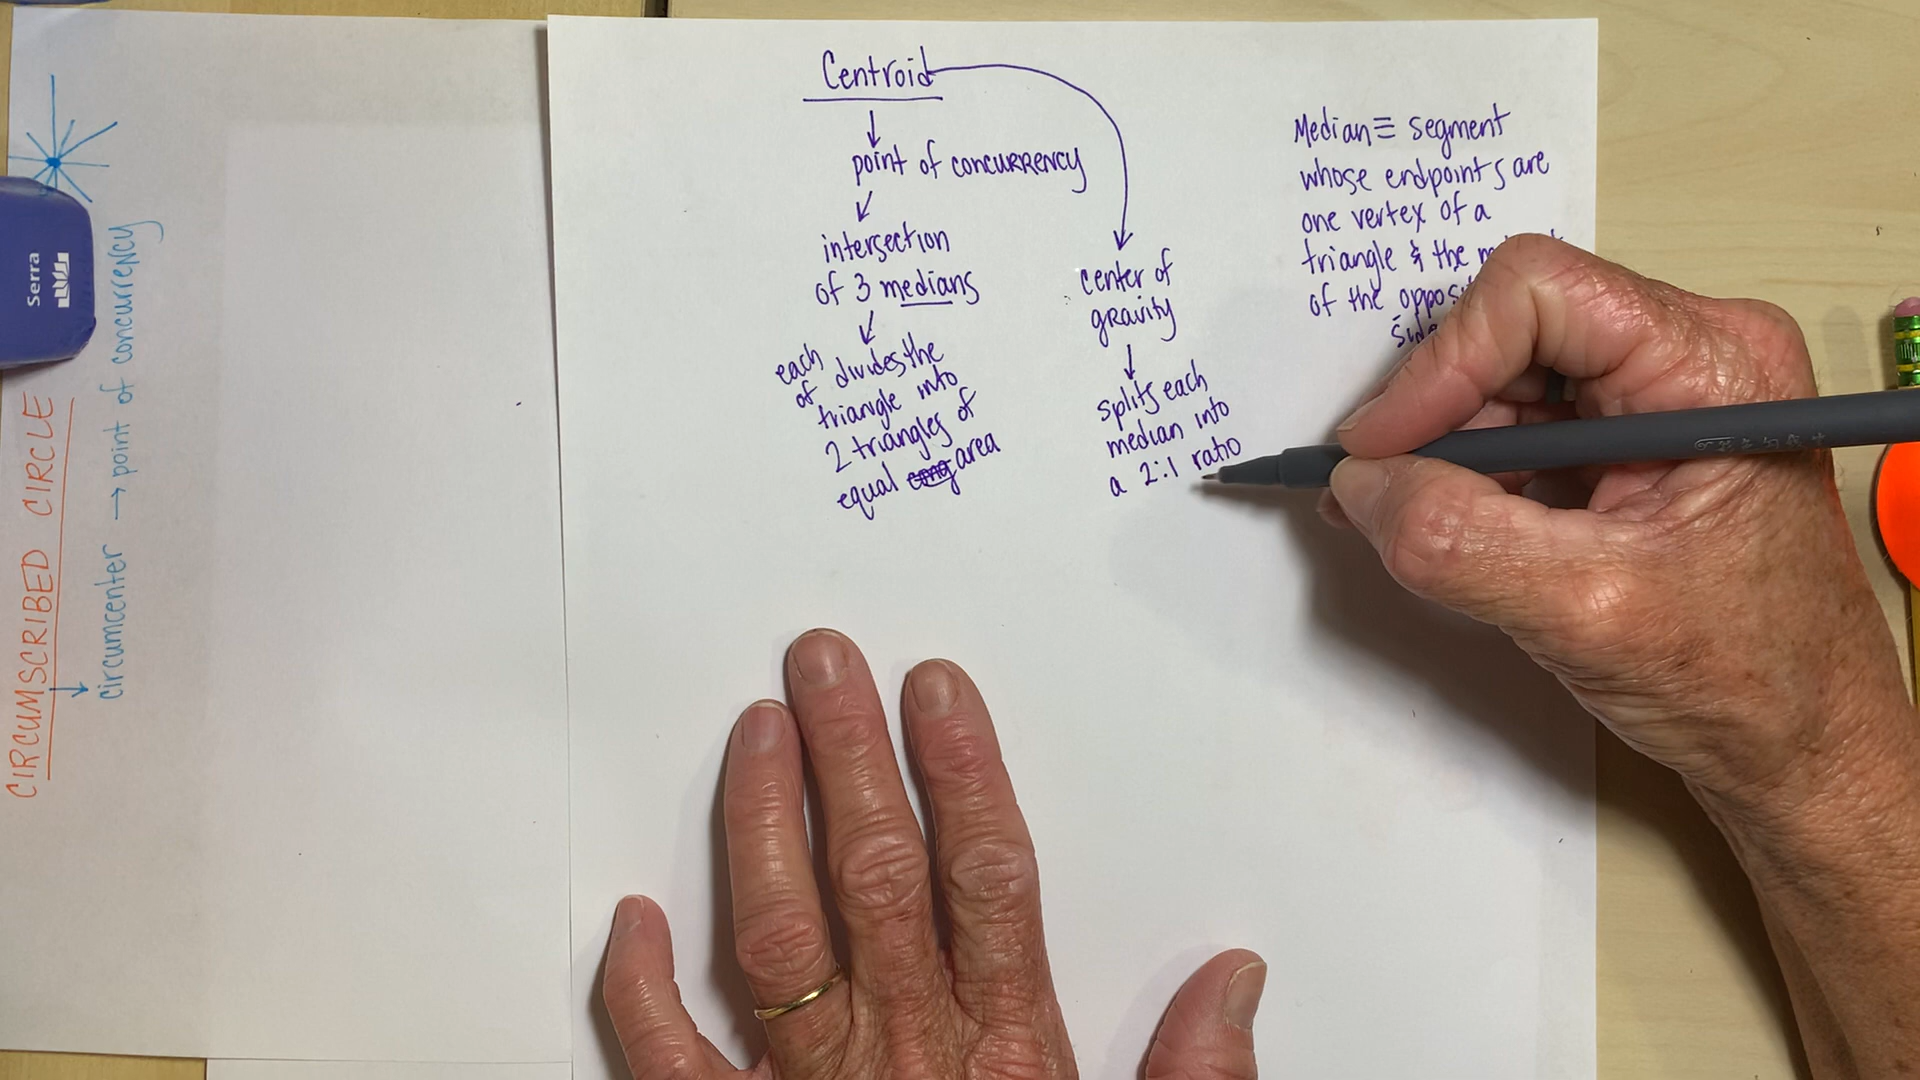 Centroid
point of concurrency
intersection
of 3 medians
each
of divides the
triangle into
2 triangles of
equal area
center of
gravity
splits each
median into
a 2:1 ratio
Median ≡ segment
whose endpoints are
one vertex of a
triangle & the
of the
CIRCUMSCRIBED CIRCLE
circumcenter → point of concurrency
Serra